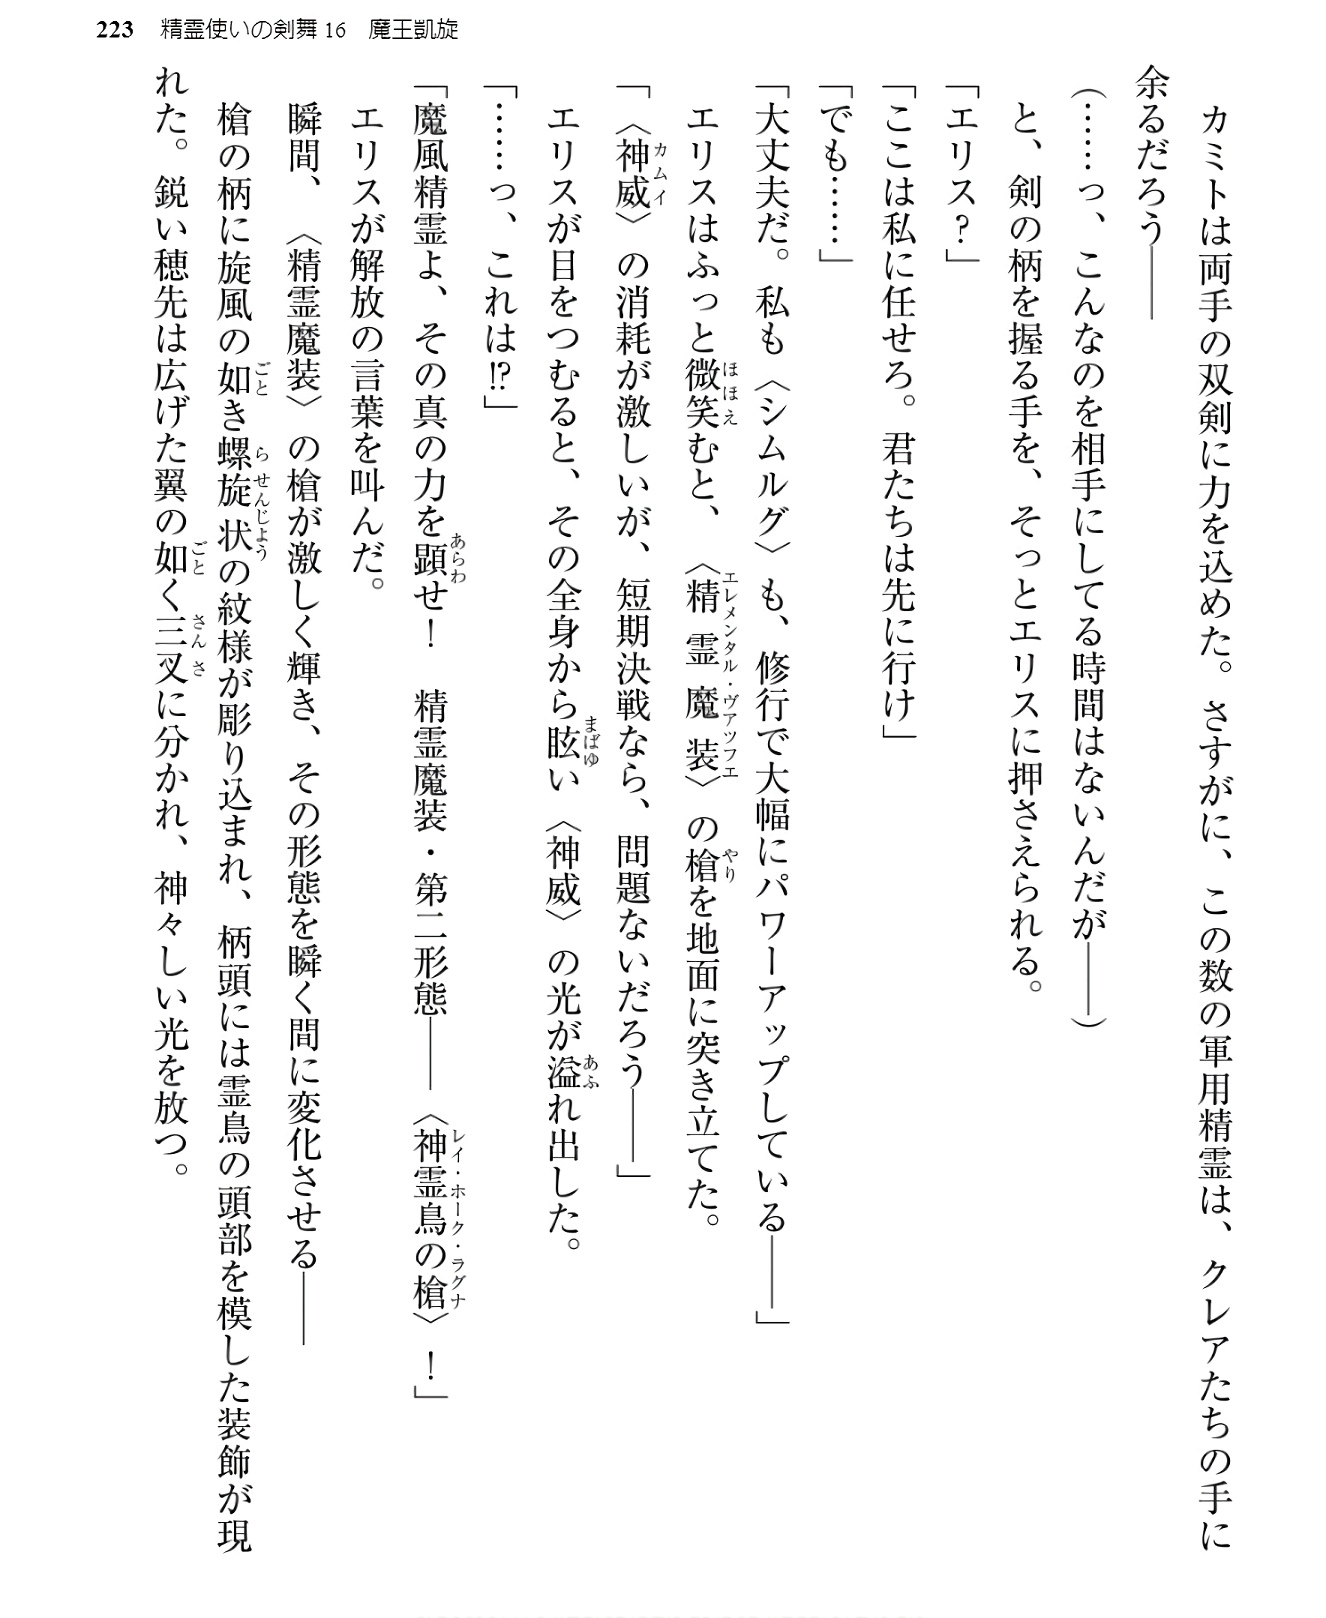 223　精霊使いの剣舞16　魔王凱旋
　カミトは両手の双剣に力を込めた。さすがに、この数の軍用精霊は、クレアたちの手に
余るだろう――
（……っ、こんなのを相手にしてる時間はないんだが――）
　と、剣の柄を握る手を、そっとエリスに押さえられる。
「エリス？」
「ここは私に任せろ。君たちは先に行け」
「でも……」
「大丈夫だ。私も〈シムルグ〉も、修行で大幅にパワーアップしている――」
　エリスはふっと微笑むと、〈精霊魔装〉の槍を地面に突き立てた。
「〈神威〉の消耗が激しいが、短期決戦なら、問題ないだろう――」
　エリスが目をつむると、その全身から眩い〈神威〉の光が溢れ出した。
「……っ、これは!?」
「魔風精霊よ、その真の力を顕せ！　精霊魔装・第二形態――〈神霊鳥の槍〉！」
　エリスが解放の言葉を叫んだ。
　瞬間、〈精霊魔装〉の槍が激しく輝き、その形態を瞬く間に変化させる――
　槍の柄に旋風の如き螺旋状の紋様が彫り込まれ、柄頭には霊鳥の頭部を模した装飾が現
れた。鋭い穂先は広げた翼の如く三叉に分かれ、神々しい光を放つ。